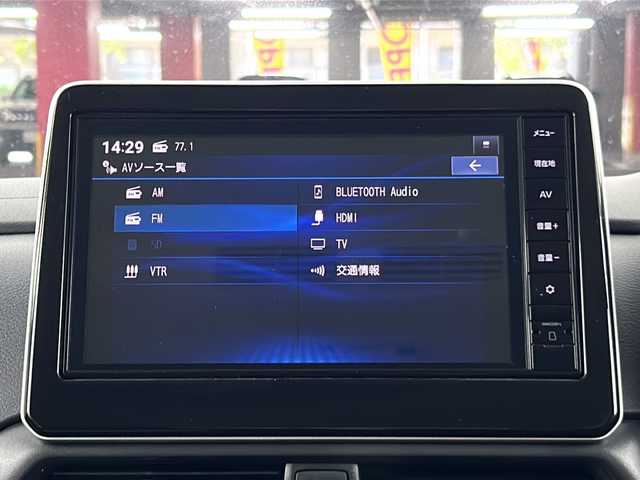 OPEN
14:29 77.1
AVソース一覧
AM
FM
SD
VTR
BLUETOOTH Audio
HDMI
TV
交通情報
メニュー
現在地
AV
音量+
音量-